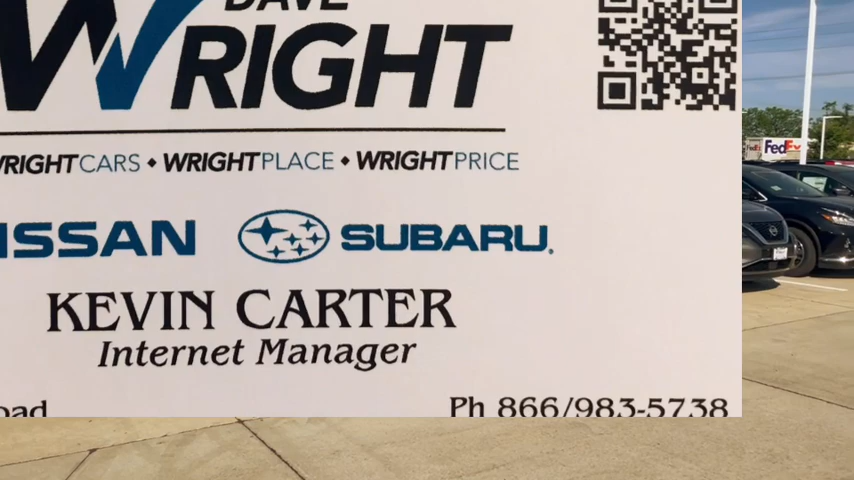 DAVE
WRIGHT
WRIGHTCARS ♦ WRIGHTPLACE ♦ WRIGHTPRICE
ISSAN SUBARU.
KEVIN CARTER
Internet Manager
oad Ph 866/983-5738
FedEx